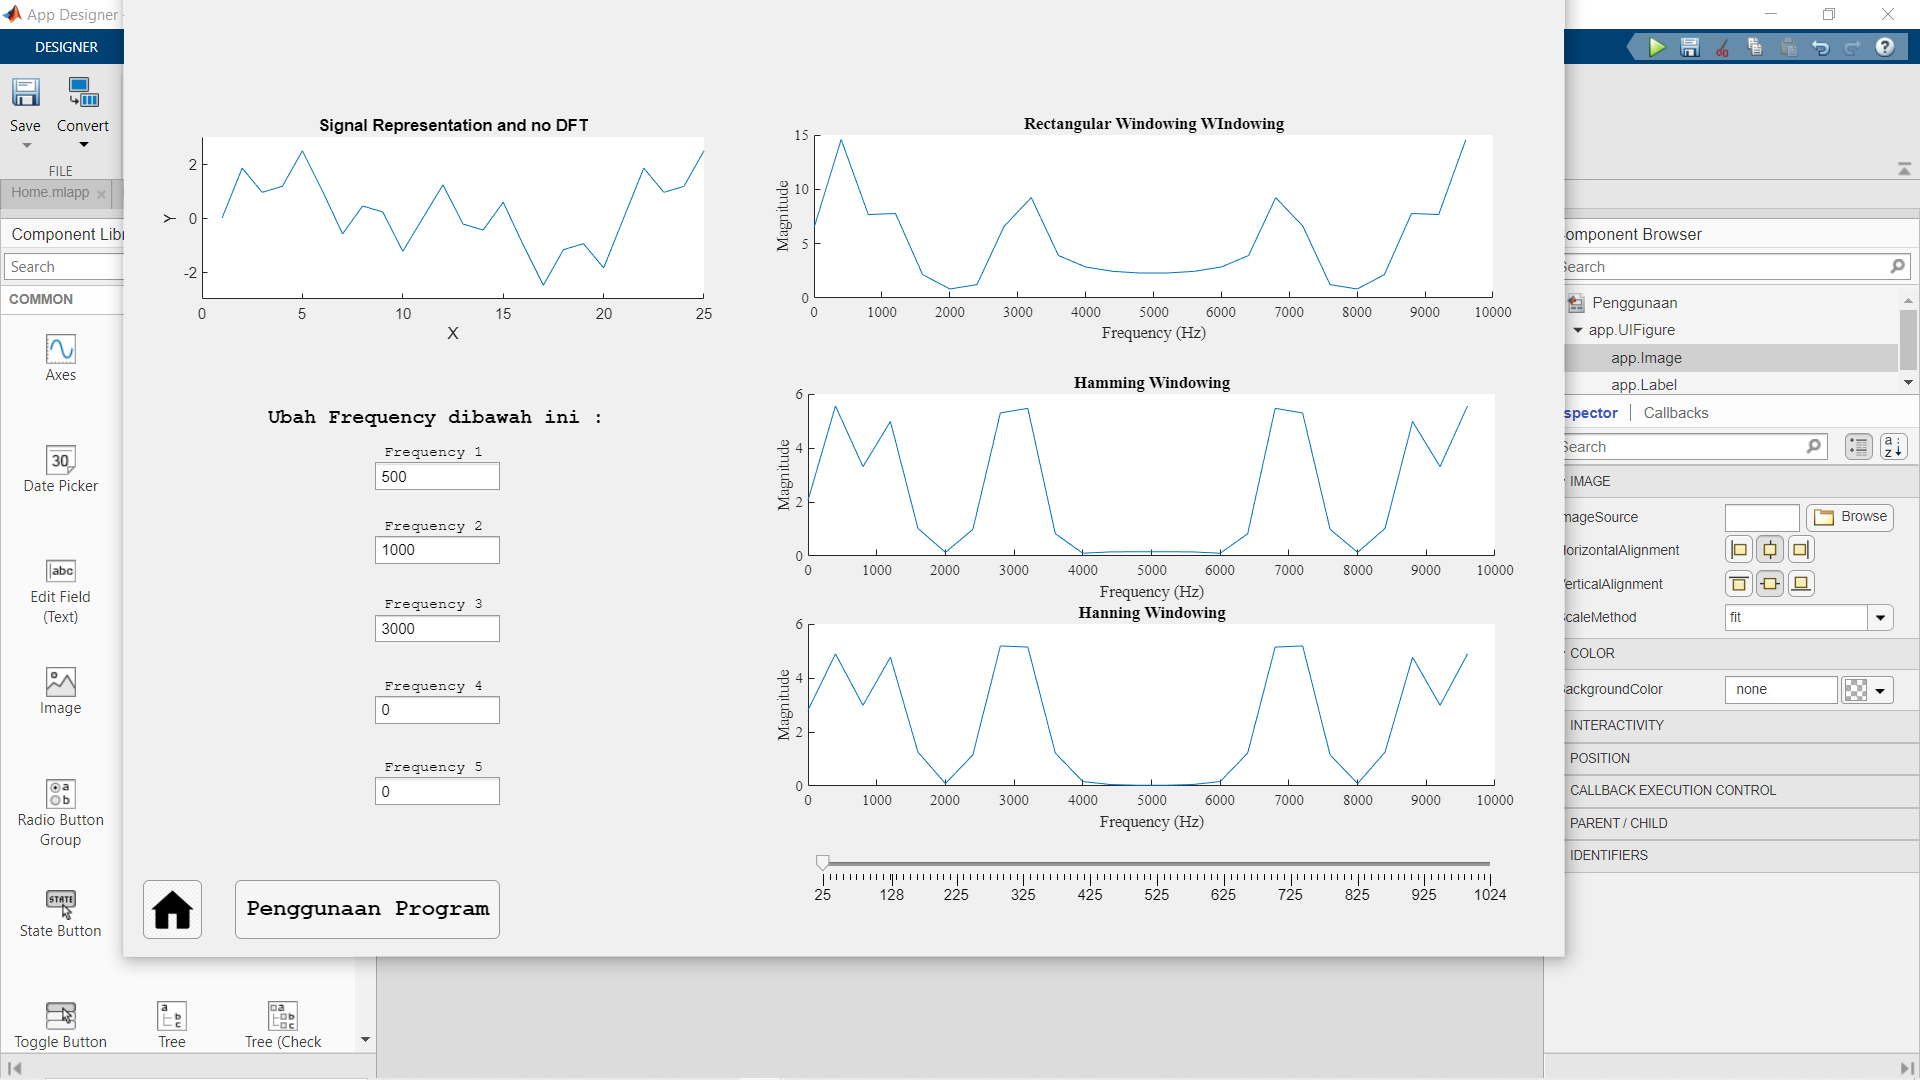 App Designer
DESIGNER
Save
Convert
FILE
Home.mlapp
Component Libr
Search
COMMON
Axes
30
Date Picker
abc
Edit Field
(Text)
Image
a
b
Radio Button
Group
STATE
State Button
Toggle Button
a
b
c
Tree
a
b
c
Tree (Check
Signal Representation and no DFT
Y
2
0
-2
0 5 10 15 20 25
X
Ubah Frequency dibawah ini :
Frequency 1
500
Frequency 2
1000
Frequency 3
3000
Frequency 4
0
Frequency 5
0
Penggunaan Program
Rectangular Windowing WIndowing
Magnitude
15
10
5
0
0 1000 2000 3000 4000 5000 6000 7000 8000 9000 10000
Frequency (Hz)
Hamming Windowing
Magnitude
6
4
2
0
0 1000 2000 3000 4000 5000 6000 7000 8000 9000 10000
Frequency (Hz)
Hanning Windowing
Magnitude
6
4
2
0
0 1000 2000 3000 4000 5000 6000 7000 8000 9000 10000
Frequency (Hz)
25 128 225 325 425 525 625 725 825 925 1024
omponent Browser
Search
Penggunaan
app.UIFigure
app.Image
app.Label
spector
Callbacks
Search
a
z
IMAGE
mageSource
Browse
HorizontalAlignment
VerticalAlignment
ScaleMethod
fit
COLOR
BackgroundColor
none
INTERACTIVITY
POSITION
CALLBACK EXECUTION CONTROL
PARENT / CHILD
IDENTIFIERS